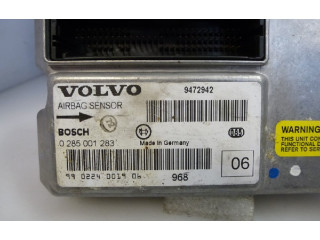 VOLVO
9472942
AIRBAG SENSOR
BOSCH
0 285 001 283
Made in Germany
06
968
WARNING
THIS UNIT CON
FUNCTIONAL D
REFER TO SER